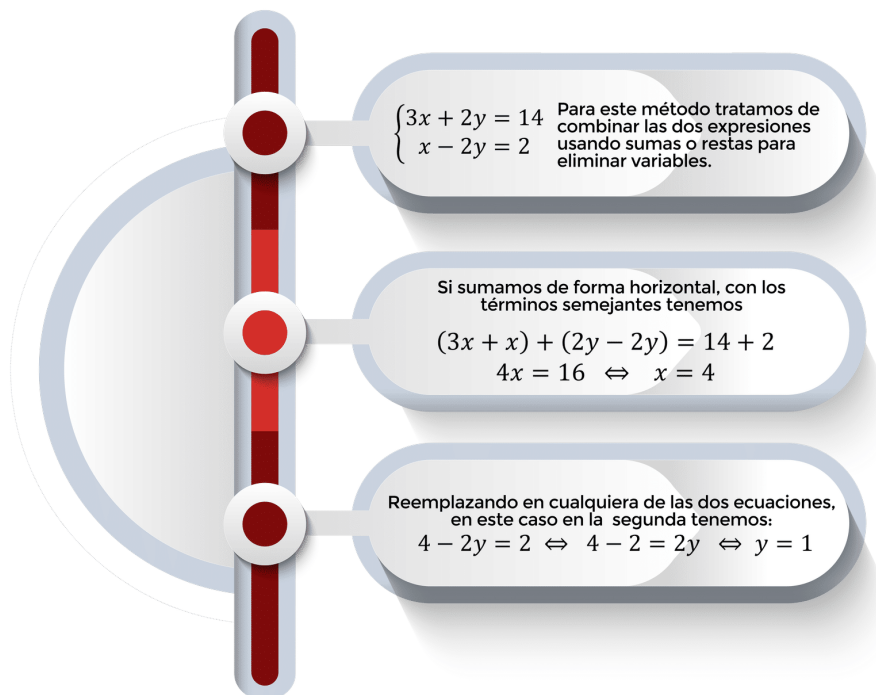 3x + 2y = 14
x − 2y = 2
Para este método tratamos de
combinar las dos expresiones
usando sumas o restas para
eliminar variables.
Si sumamos de forma horizontal, con los
términos semejantes tenemos
(3x + x) + (2y − 2y) = 14 + 2
4x = 16 ⇔ x = 4
Reemplazando en cualquiera de las dos ecuaciones,
en este caso en la segunda tenemos:
4 − 2y = 2 ⇔ 4 − 2 = 2y ⇔ y = 1